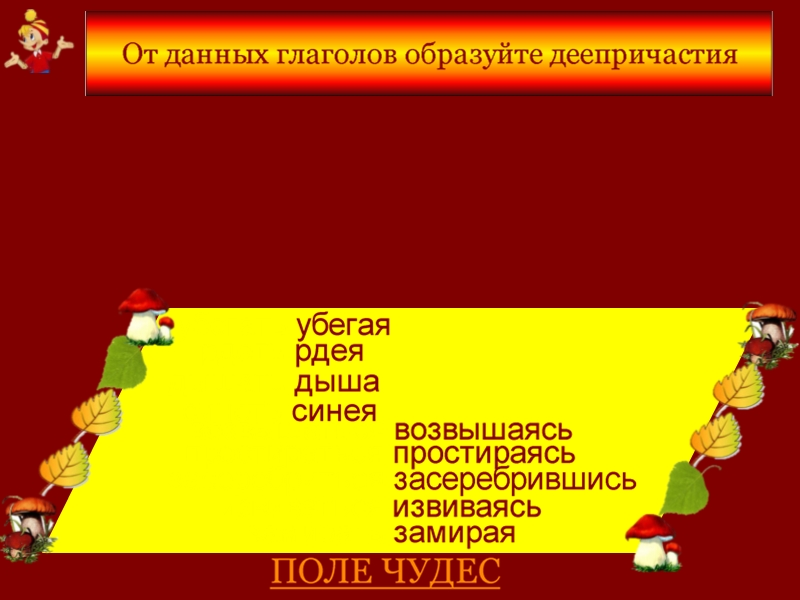 От данных глаголов образуйте деепричастия
убегая
рдея
дыша
синея
возвышаясь
простираясь
засеребрившись
извиваясь
замирая
ПОЛЕ ЧУДЕС